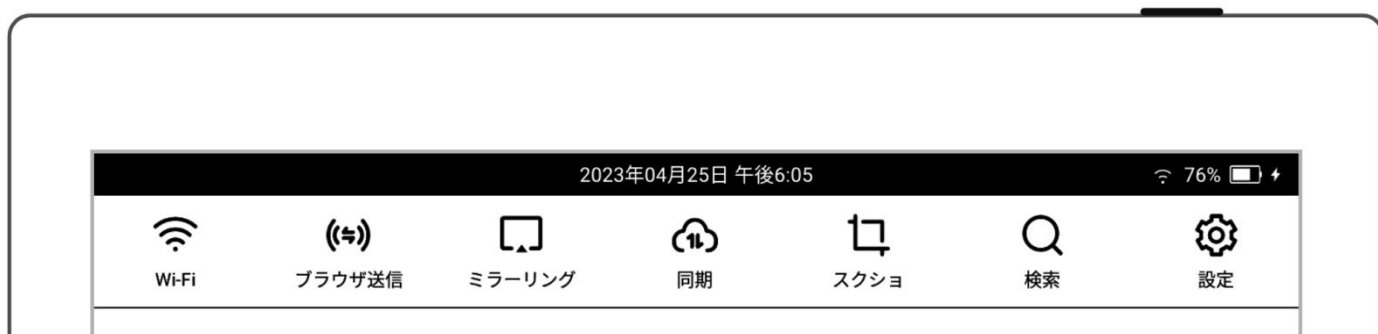 2023年04月25日 午後6:05 76%
Wi-Fi ブラウザ送信 ミラーリング 同期 スクショ 検索 設定